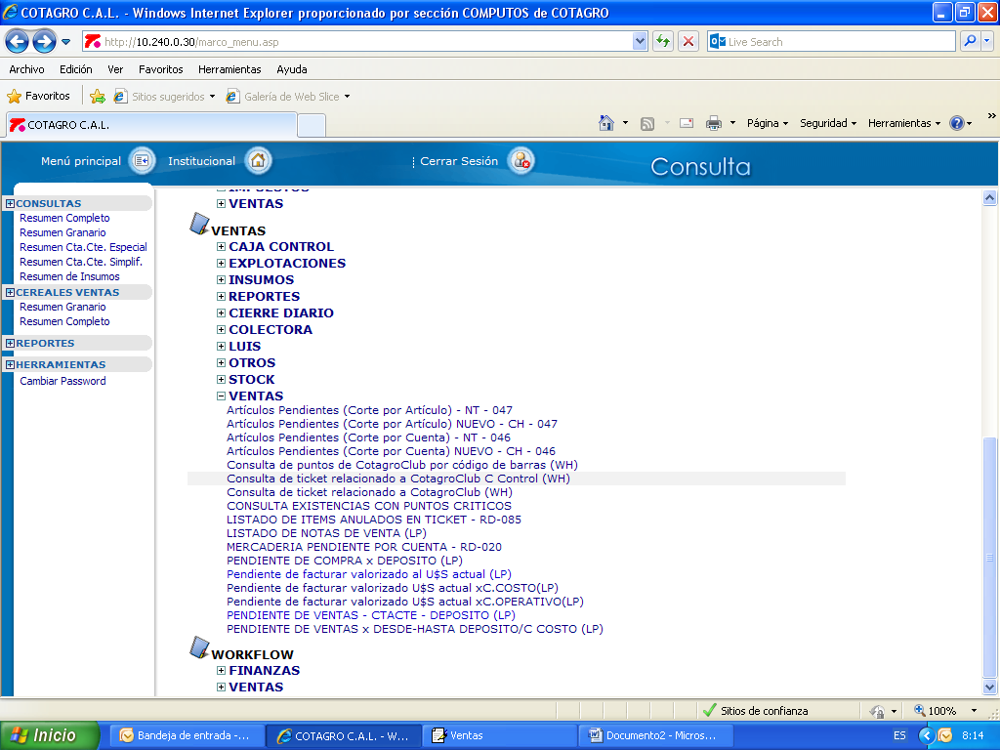 COTAGRO C.A.L. - Windows Internet Explorer proporcionado por sección COMPUTOS de COTAGRO
http://10.240.0.30/marco_menu.asp
Live Search
Archivo Edición Ver Favoritos Herramientas Ayuda
Favoritos Sitios sugeridos Galería de Web Slice
COTAGRO C.A.L.
Página Seguridad Herramientas »
Menú principal Institucional Cerrar Sesión Consulta
CONSULTAS
Resumen Completo
Resumen Granario
Resumen Cta.Cte. Especial
Resumen Cta.Cte. Simplif.
Resumen de Insumos
CEREALES VENTAS
Resumen Granario
Resumen Completo
REPORTES
HERRAMIENTAS
Cambiar Password
IMPUESTOS
VENTAS
VENTAS
CAJA CONTROL
EXPLOTACIONES
INSUMOS
REPORTES
CIERRE DIARIO
COLECTORA
LUIS
OTROS
STOCK
VENTAS
Artículos Pendientes (Corte por Artículo) - NT - 047
Artículos Pendientes (Corte por Artículo) NUEVO - CH - 047
Artículos Pendientes (Corte por Cuenta) - NT - 046
Artículos Pendientes (Corte por Cuenta) NUEVO - CH - 046
Consulta de puntos de CotagroClub por código de barras (WH)
Consulta de ticket relacionado a CotagroClub C Control (WH)
Consulta de ticket relacionado a CotagroClub (WH)
CONSULTA EXISTENCIAS CON PUNTOS CRITICOS
LISTADO DE ITEMS ANULADOS EN TICKET - RD-085
LISTADO DE NOTAS DE VENTA (LP)
MERCADERIA PENDIENTE POR CUENTA - RD-020
PENDIENTE DE COMPRA x DEPOSITO (LP)
Pendiente de facturar valorizado al U$S actual (LP)
Pendiente de facturar valorizado U$S actual xC.COSTO(LP)
Pendiente de facturar valorizado U$S actual xC.OPERATIVO(LP)
PENDIENTE DE VENTAS - CTACTE - DEPOSITO (LP)
PENDIENTE DE VENTAS x DESDE-HASTA DEPOSITO/C COSTO (LP)
WORKFLOW
FINANZAS
VENTAS
Sitios de confianza 100%
Inicio Bandeja de entrada -... COTAGRO C.A.L. - W... Ventas Documento2 - Micros... ES 8:14